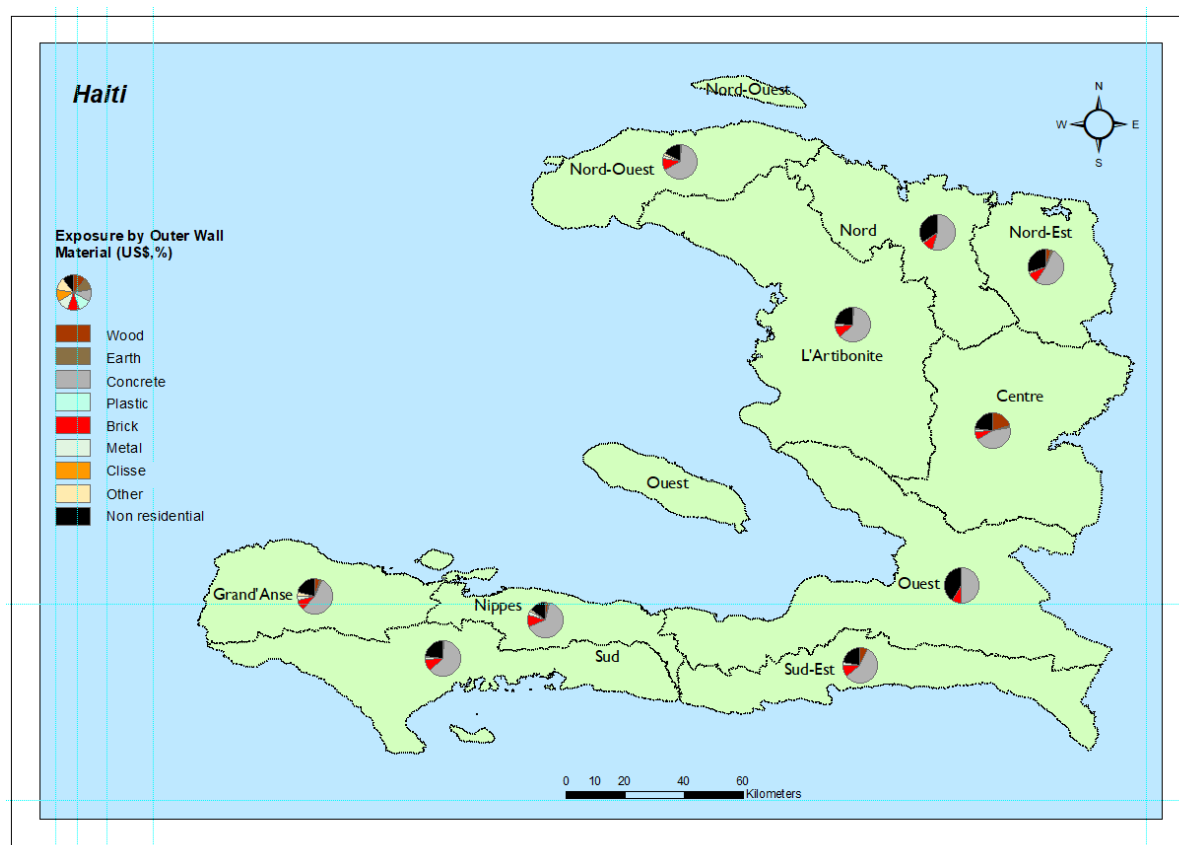 Haiti
Nord-Ouest
N
W
E
S
Nord-Ouest
Nord
Nord-Est
Exposure by Outer Wall
Material (US$,%)
Wood
Earth
Concrete
Plastic
Brick
Metal
Clisse
Other
Non residential
L'Artibonite
Centre
Ouest
Ouest
Grand'Anse
Nippes
Sud
Sud-Est
0 10 20 40 60
Kilometers